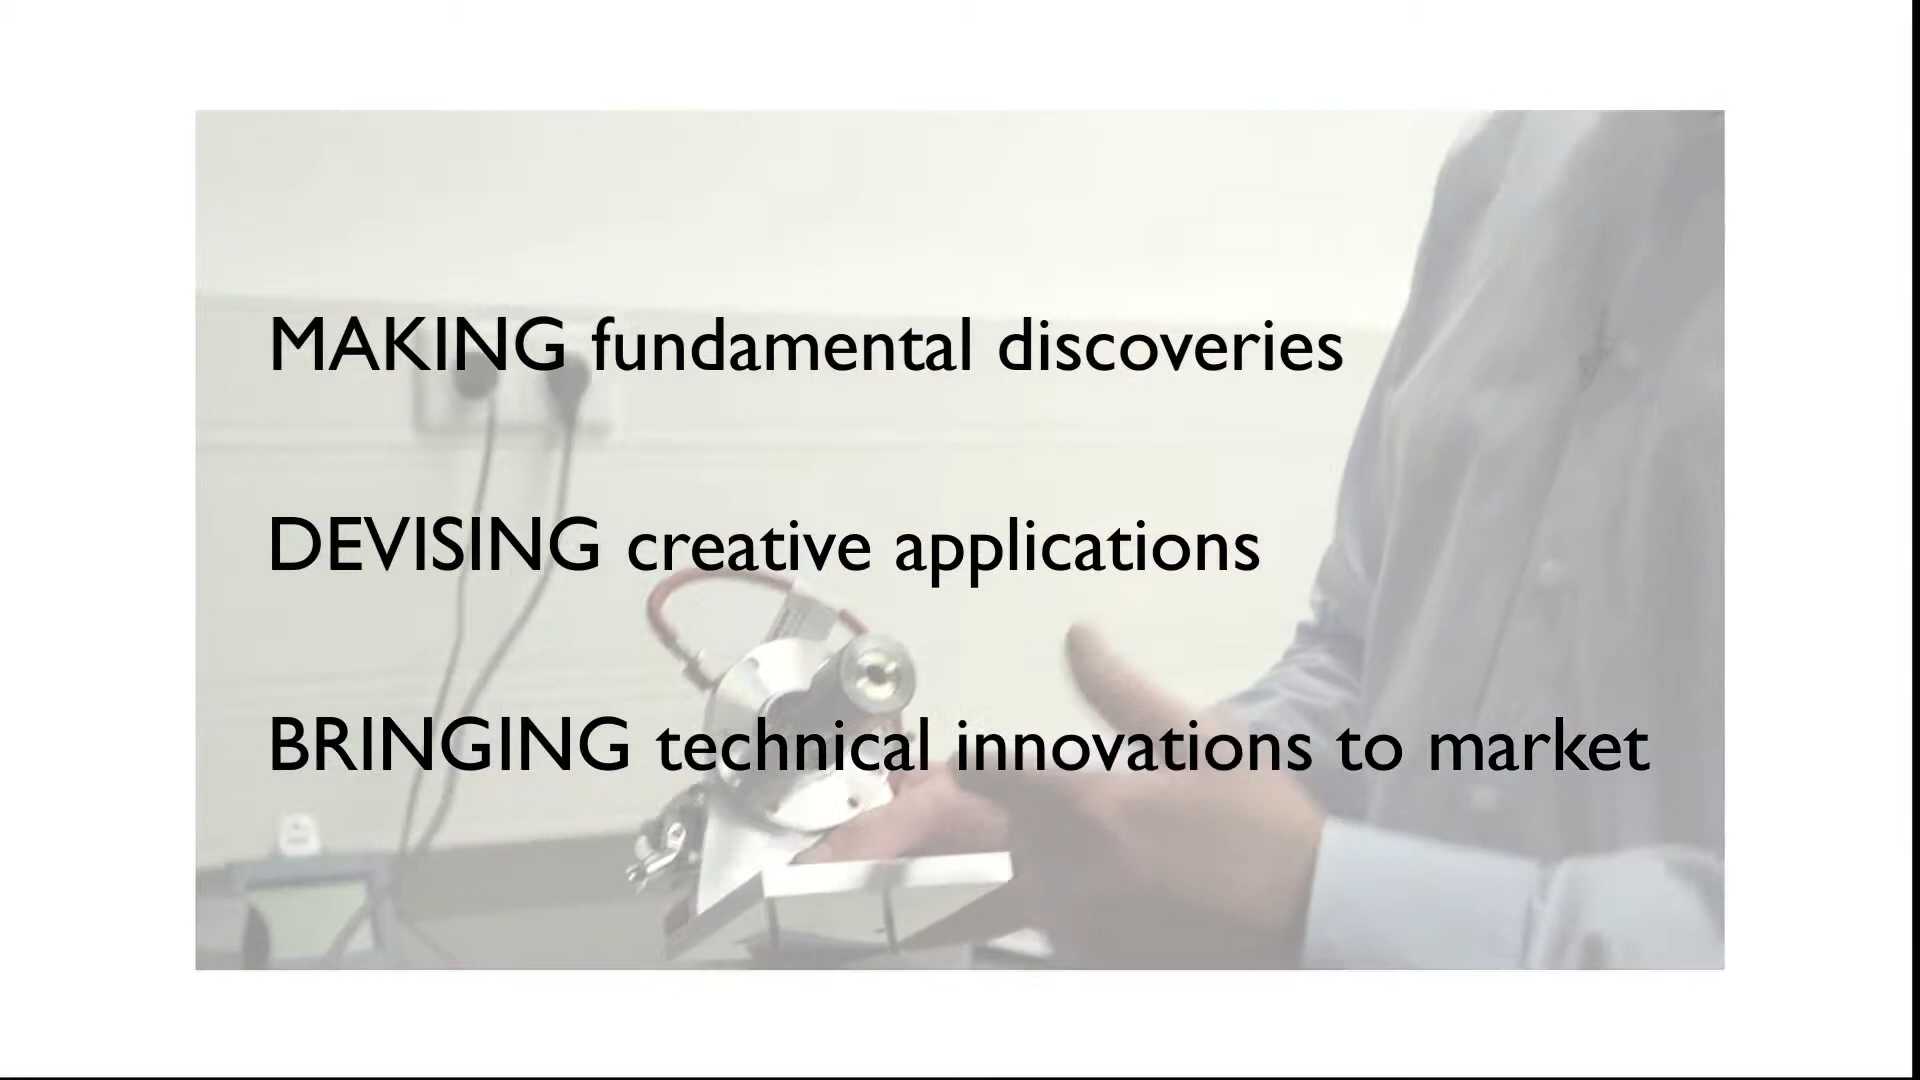 MAKING fundamental discoveries
DEVISING creative applications
BRINGING technical innovations to market